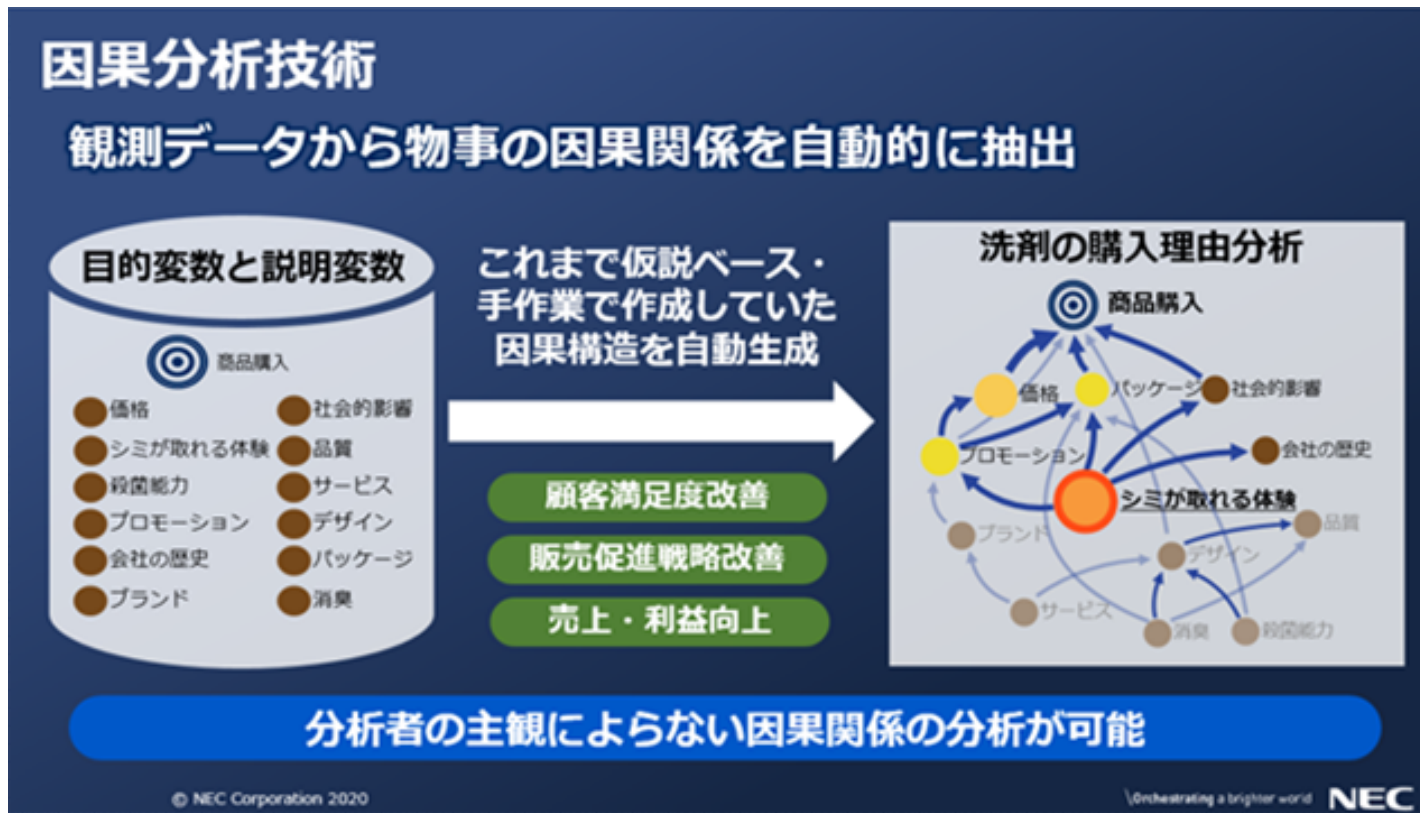 因果分析技術
観測データから物事の因果関係を自動的に抽出
目的変数と説明変数
商品購入
価格
社会的影響
シミが取れる体験
品質
殺菌能力
サービス
プロモーション
デザイン
会社の歴史
パッケージ
ブランド
消臭
これまで仮説ベース・
手作業で作成していた
因果構造を自動生成
顧客満足度改善
販売促進戦略改善
売上・利益向上
洗剤の購入理由分析
商品購入
価格
パッケージ
社会的影響
プロモーション
会社の歴史
シミが取れる体験
品質
ブランド
デザイン
サービス
消臭
殺菌能力
分析者の主観によらない因果関係の分析が可能
© NEC Corporation 2020
\Orchestrating a brighter world
NEC